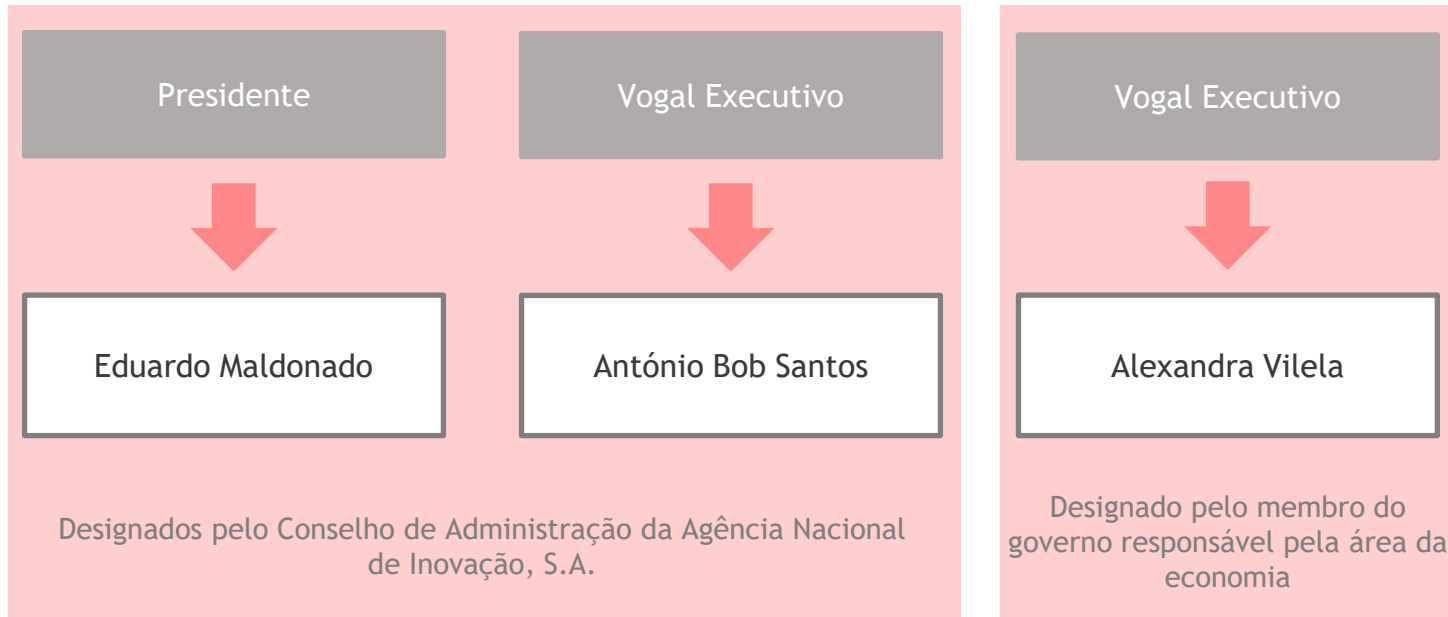 Presidente
Vogal Executivo
Vogal Executivo
Eduardo Maldonado
António Bob Santos
Alexandra Vilela
Designados pelo Conselho de Administração da Agência Nacional
de Inovação, S.A.
Designado pelo membro do
governo responsável pela área da
economia